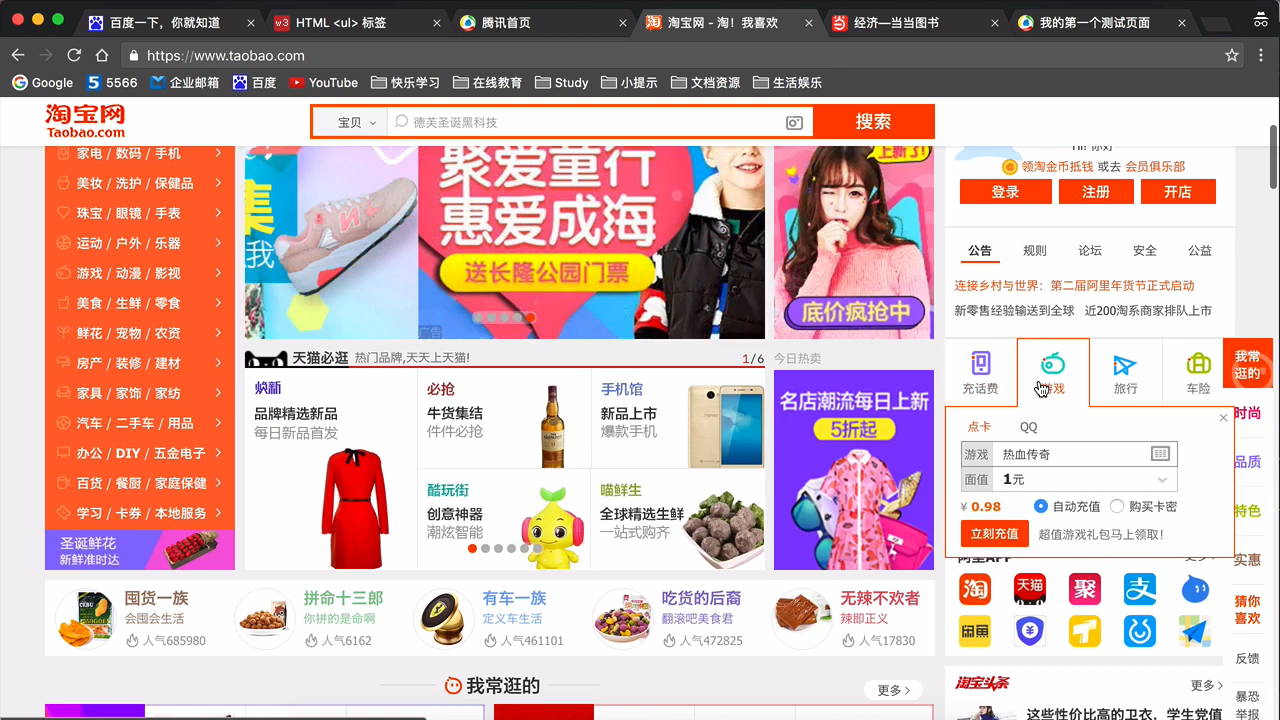 百度一下，你就知道
HTML <ul> 标签
腾讯首页
淘宝网 - 淘！我喜欢
经济—当当图书
我的第一个测试页面
https://www.taobao.com
Google
5566
企业邮箱
百度
YouTube
快乐学习
在线教育
Study
小提示
文档资源
生活娱乐
淘宝网
Taobao.com
宝贝
德芙圣诞黑科技
搜索
家电 / 数码 / 手机
美妆 / 洗护 / 保健品
珠宝 / 眼镜 / 手表
运动 / 户外 / 乐器
游戏 / 动漫 / 影视
美食 / 生鲜 / 零食
鲜花 / 宠物 / 农资
房产 / 装修 / 建材
家具 / 家饰 / 家纺
汽车 / 二手车 / 用品
办公 / DIY / 五金电子
百货 / 餐厨 / 家庭保健
学习 / 卡券 / 本地服务
圣诞鲜花
新鲜准时达
集
我
聚爱童行
惠爱成海
送长隆公园门票
广告
上新了!
底价疯抢中
Hi! 你好
领淘金币抵钱 或去 会员俱乐部
登录
注册
开店
公告
规则
论坛
安全
公益
连接乡村与世界：第二届阿里年货节正式启动
新零售经验输送到全球
近200淘系商家排队上市
天猫必逛
热门品牌,天天上天猫!
1/6
今日热卖
焕新
品牌精选新品
每日新品首发
必抢
牛货集结
件件必抢
手机馆
新品上市
爆款手机
酷玩街
创意神器
潮炫智能
喵鲜生
全球精选生鲜
一站式购齐
名店潮流每日上新
5折起
充话费
游戏
旅行
车险
点卡
QQ
游戏
热血传奇
面值
1元
¥ 0.98
自动充值
购买卡密
立刻充值
超值游戏礼包马上领取！
阿里APP
更多
淘
天猫
聚
支
闲鱼
我常
逛的
时尚
品质
特色
实惠
猜你
喜欢
反馈
暴恐
举报
囤货一族
会囤会生活
人气685980
拼命十三郎
你拼的是命啊
人气6162
有车一族
定义车生活
人气461101
吃货的后裔
翻滚吧美食君
人气472825
无辣不欢者
辣即正义
人气17830
我常逛的
更多
淘宝头条
更多
这些性价比高的卫衣，学生党值